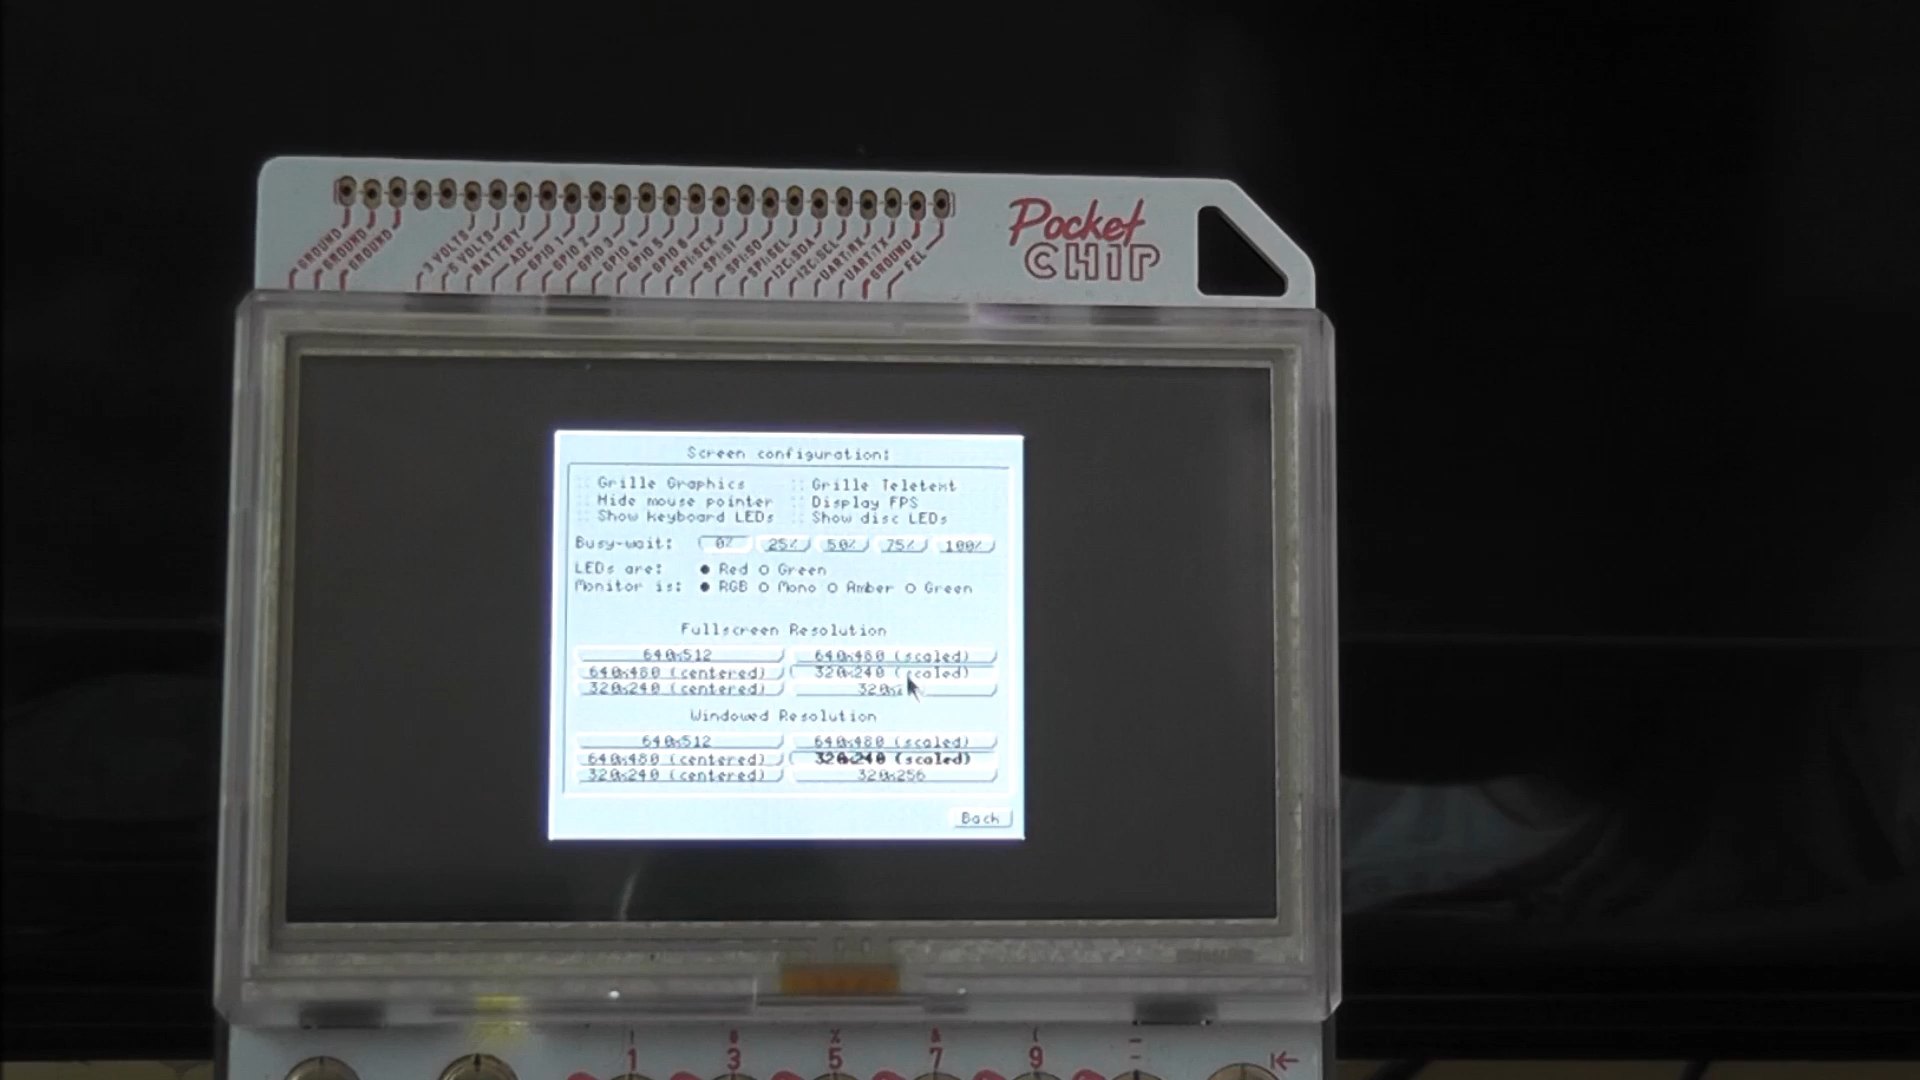 Pocket
CHIP
GROUND
GROUND
GROUND
3 VOLTS
5 VOLTS
BATTERY
ADC
GPIO 1
GPIO 2
GPIO 3
GPIO 4
GPIO 5
GPIO 6
SPI:SCK
SPI:SI
SPI:SO
SPI:SEL
I2C:SDA
I2C:SCL
UART:RX
UART:TX
GROUND
FEL
Screen configuration:
Grille Graphics Grille Teletext
Hide mouse pointer Display FPS
Show keyboard LEDs Show disc LEDs
Busy-wait: 0% 25% 50% 75% 100%
LEDs are: Red Green
Monitor is: RGB Mono Amber Green
Fullscreen Resolution
640x512 640x480 (scaled)
640x480 (centered) 320x240 (scaled)
320x240 (centered)
Windowed Resolution
640x512 640x480 (scaled)
640x480 (centered) 320x240 (scaled)
320x240 (centered) 320x256
Back
% & (
1 3 5 7 9